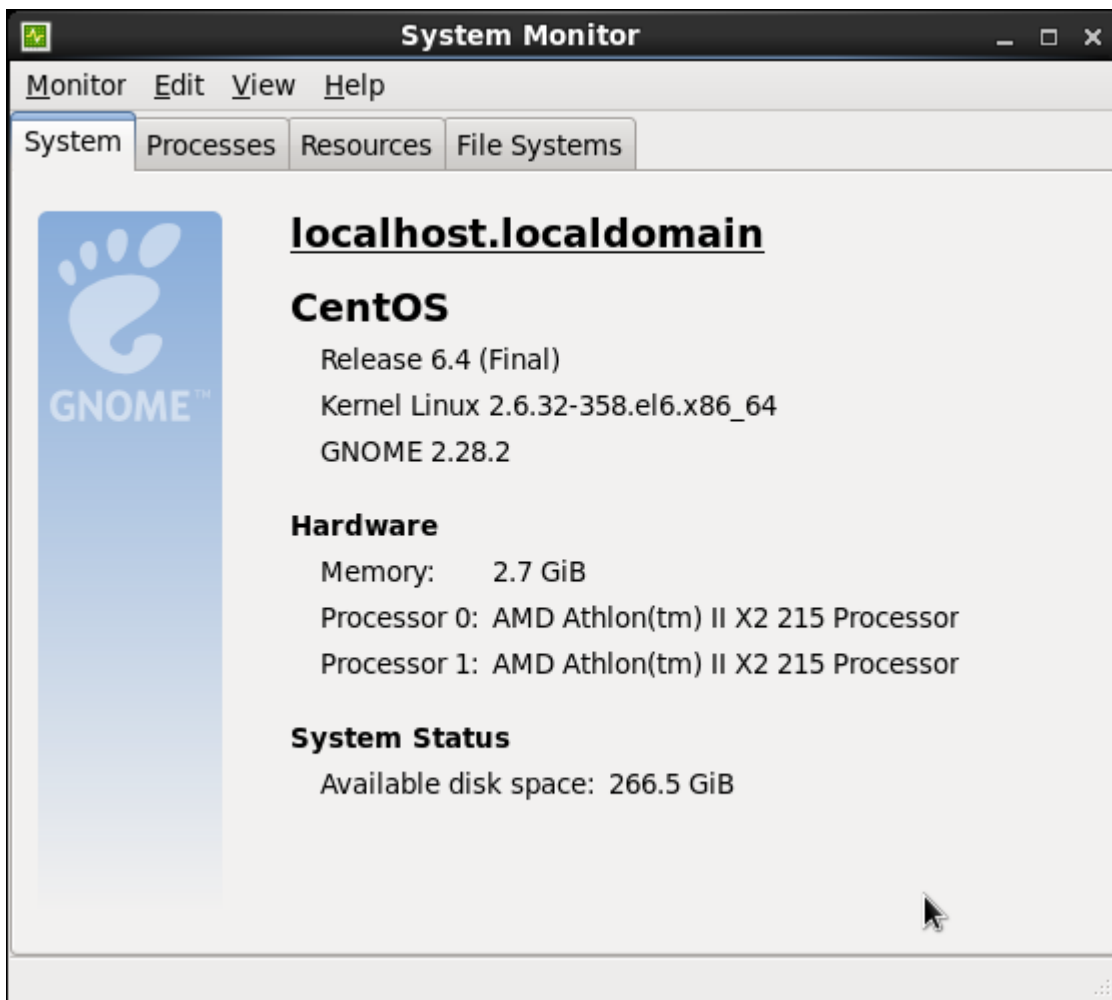 System Monitor
Monitor Edit View Help
System Processes Resources File Systems
GNOME™
localhost.localdomain
CentOS
Release 6.4 (Final)
Kernel Linux 2.6.32-358.el6.x86_64
GNOME 2.28.2
Hardware
Memory: 2.7 GiB
Processor 0: AMD Athlon(tm) II X2 215 Processor
Processor 1: AMD Athlon(tm) II X2 215 Processor
System Status
Available disk space: 266.5 GiB